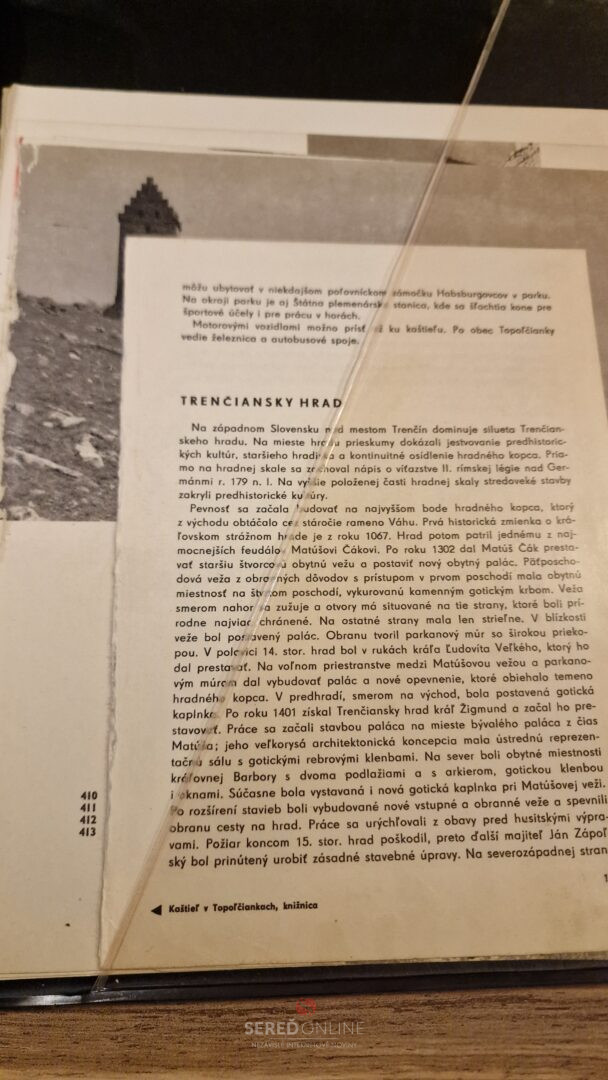 môžu ubytovať v niekdajšom poľovníckom zámočku Habsburgovcov v parku.
Na okraji parku je aj Štátna plemenárska stanica, kde sa šľachtia kone pre
športové účely i pre prácu v horách.
Motorovými vozidlami možno prísť až ku kaštieľu. Po obec Topoľčianky
vedie železnica a autobusové spoje.
TRENČIANSKY HRAD
Na západnom Slovensku nad mestom Trenčín dominuje silueta Trenčian-
skeho hradu. Na mieste hradu prieskumy dokázali jestvovanie predhistoric-
kých kultúr, staršieho hradiska a kontinuitné osídlenie hradného kopca. Pria-
mo na hradnej skale sa zachoval nápis o víťazstve II. rímskej légie nad Ger-
mánmi r. 179 n. l. Na vyššie položenej časti hradnej skaly stredoveké stavby
zakryli predhistorické kultúry.
Pevnosť sa začala budovať na najvyššom bode hradného kopca, ktorý
z východu obtáčalo cez stáročie rameno Váhu. Prvá historická zmienka o krá-
ľovskom strážnom hrade je z roku 1067. Hrad potom patril jednému z naj-
mocnejších feudálov Matúšovi Čákovi. Po roku 1302 dal Matúš Čák presta-
vať staršiu štvorcovú obytnú vežu a postaviť nový obytný palác. Päťposcho-
dová veža z obranných dôvodov s prístupom v prvom poschodí mala obytnú
miestnosť na štvrtom poschodí, vykurovanú kamenným gotickým krbom. Veža
smerom nahor sa zužuje a otvory má situované na tie strany, ktoré boli prí-
rodne najviac chránené. Na ostatné strany mala len strieľne. V blízkosti
veže bol postavený palác. Obranu tvoril parkanový múr so širokou prieko-
pou. V polovici 14. stor. hrad bol v rukách kráľa Ľudovíta Veľkého, ktorý ho
dal prestavať. Na voľnom priestranstve medzi Matúšovou vežou a parkano-
vým múrom dal vybudovať palác a nové opevnenie, ktoré obiehalo temeno
hradného kopca. V predhradí, smerom na východ, bola postavená gotická
kaplnka. Po roku 1401 získal Trenčiansky hrad kráľ Žigmund a začal ho pre-
stavovať. Práce sa začali stavbou paláca na mieste bývalého paláca z čias
Matúša; jeho veľkorysá architektonická koncepcia mala ústrednú reprezen-
tačnú sálu s gotickými rebrovými klenbami. Na sever boli obytné miestnosti
kráľovnej Barbory s dvoma podlažiami a s arkierom, gotickou klenbou
i oknami. Súčasne bola vystavaná i nová gotická kaplnka pri Matúšovej veži.
Po rozšírení stavieb boli vybudované nové vstupné a obranné veže a spevnili
obranu cesty na hrad. Práce sa urýchľovali z obavy pred husitskými výpra-
vami. Požiar koncom 15. stor. hrad poškodil, preto ďalší majiteľ Ján Zápoľ
ský bol prinútený urobiť zásadné stavebné úpravy. Na severozápadnej stran
410
411
412
413
◄ Kaštieľ v Topoľčiankach, knižnica
SEREĎONLINE